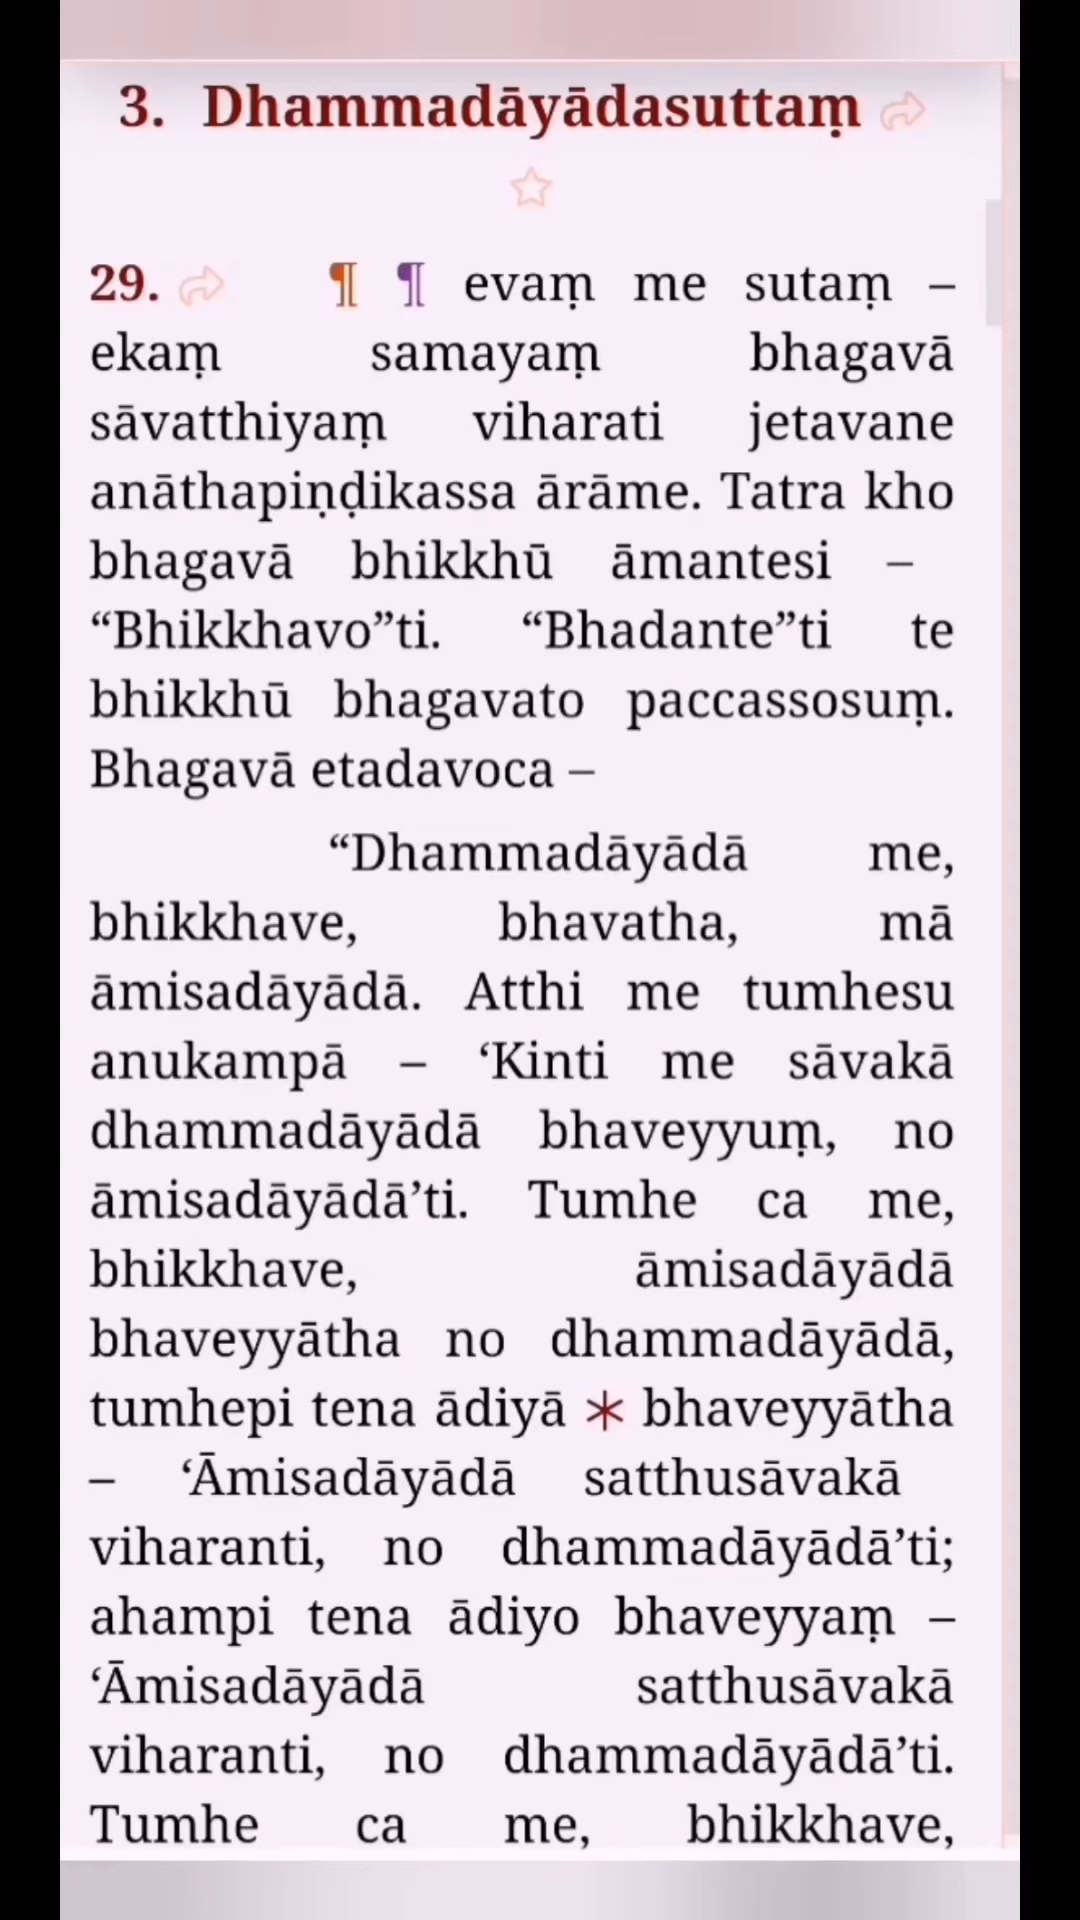 3. Dhammadāyādasuttaṃ
29. ¶ ¶ evaṃ me sutaṃ –
ekaṃ samayaṃ bhagavā
sāvatthiyaṃ viharati jetavane
anāthapiṇḍikassa ārāme. Tatra kho
bhagavā bhikkhū āmantesi –
“Bhikkhavo”ti. “Bhadante”ti te
bhikkhū bhagavato paccassosuṃ.
Bhagavā etadavoca –
“Dhammadāyādā me,
bhikkhave, bhavatha, mā
āmisadāyādā. Atthi me tumhesu
anukampā – ‘Kinti me sāvakā
dhammadāyādā bhaveyyuṃ, no
āmisadāyādā’ti. Tumhe ca me,
bhikkhave, āmisadāyādā
bhaveyyātha no dhammadāyādā,
tumhepi tena ādiyā * bhaveyyātha
– ‘Āmisadāyādā satthusāvakā
viharanti, no dhammadāyādā’ti;
ahampi tena ādiyo bhaveyyaṃ –
‘Āmisadāyādā satthusāvakā
viharanti, no dhammadāyādā’ti.
Tumhe ca me, bhikkhave,